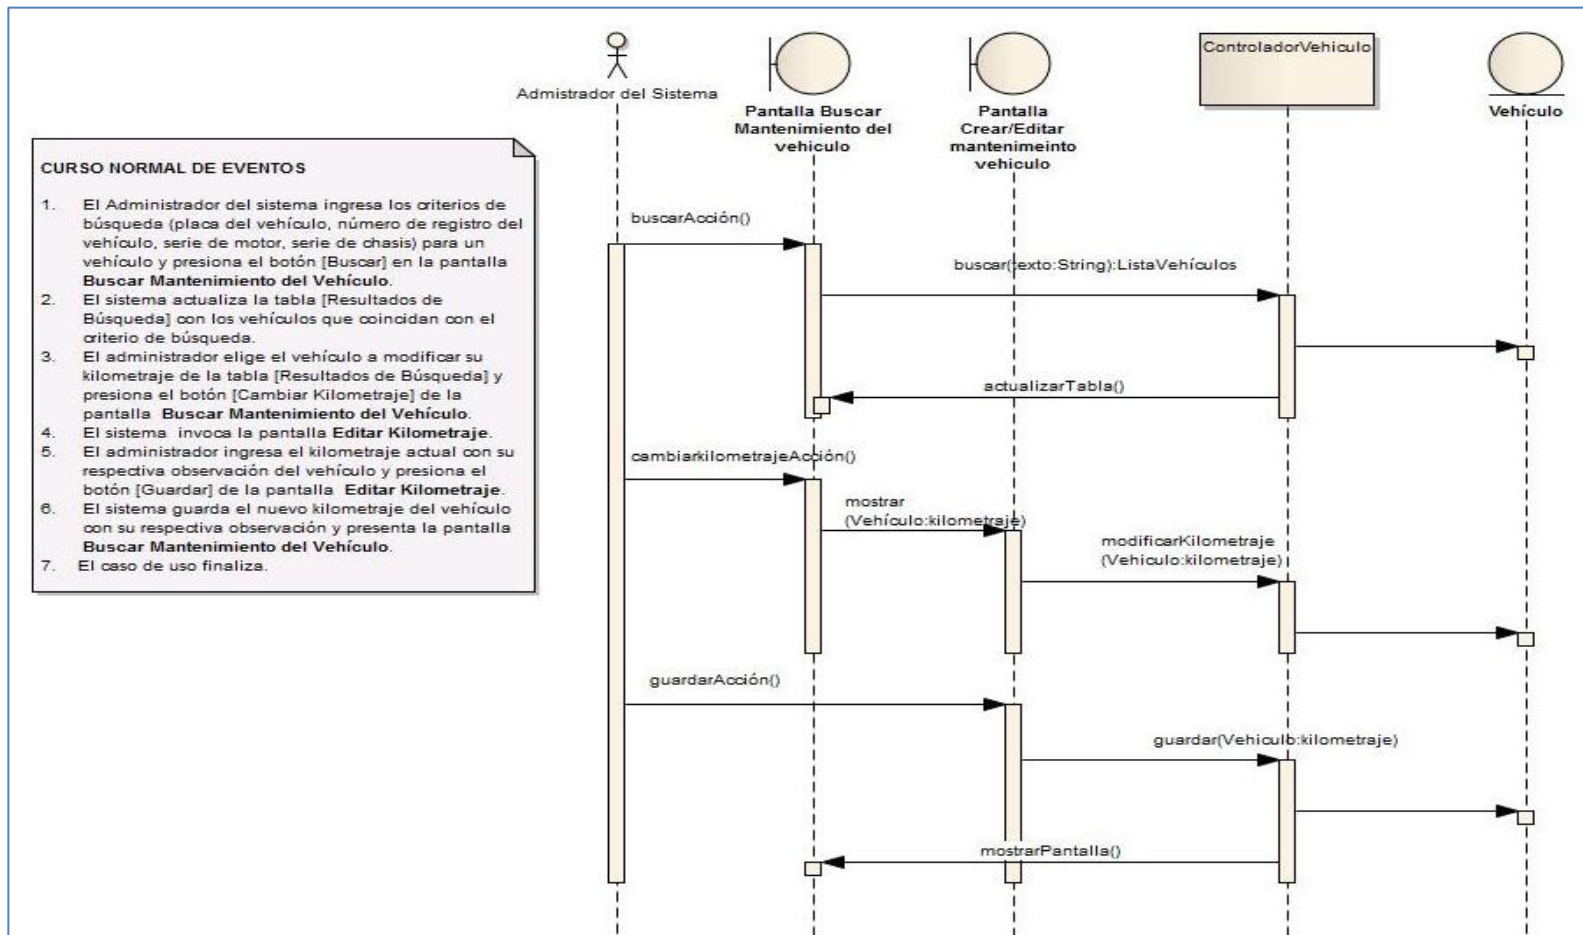 CURSO NORMAL DE EVENTOS
1. El Administrador del sistema ingresa los criterios de
búsqueda (placa del vehículo, número de registro del
vehículo, serie de motor, serie de chasis) para un
vehículo y presiona el botón [Buscar] en la pantalla
Buscar Mantenimiento del Vehículo.
2. El sistema actualiza la tabla [Resultados de
Búsqueda] con los vehículos que coincidan con el
criterio de búsqueda.
3. El administrador elige el vehículo a modificar su
kilometraje de la tabla [Resultados de Búsqueda] y
presiona el botón [Cambiar Kilometraje] de la
pantalla Buscar Mantenimiento del Vehículo.
4. El sistema invoca la pantalla Editar Kilometraje.
5. El administrador ingresa el kilometraje actual con su
respectiva observación del vehículo y presiona el
botón [Guardar] de la pantalla Editar Kilometraje.
6. El sistema guarda el nuevo kilometraje del vehículo
con su respectiva observación y presenta la pantalla
Buscar Mantenimiento del Vehículo.
7. El caso de uso finaliza.
Admistrador del Sistema
Pantalla Buscar
Mantenimiento del
vehiculo
Pantalla
Crear/Editar
mantenimeinto
vehiculo
ControladorVehiculo
Vehículo
buscarAcción()
buscar(texto:String):ListaVehículos
actualizarTabla()
cambiarkilometrajeAcción()
mostrar
(Vehículo:kilometraje)
modificarKilometraje
(Vehiculo:kilometraje)
guardarAcción()
guardar(Vehiculo:kilometraje)
mostrarPantalla()